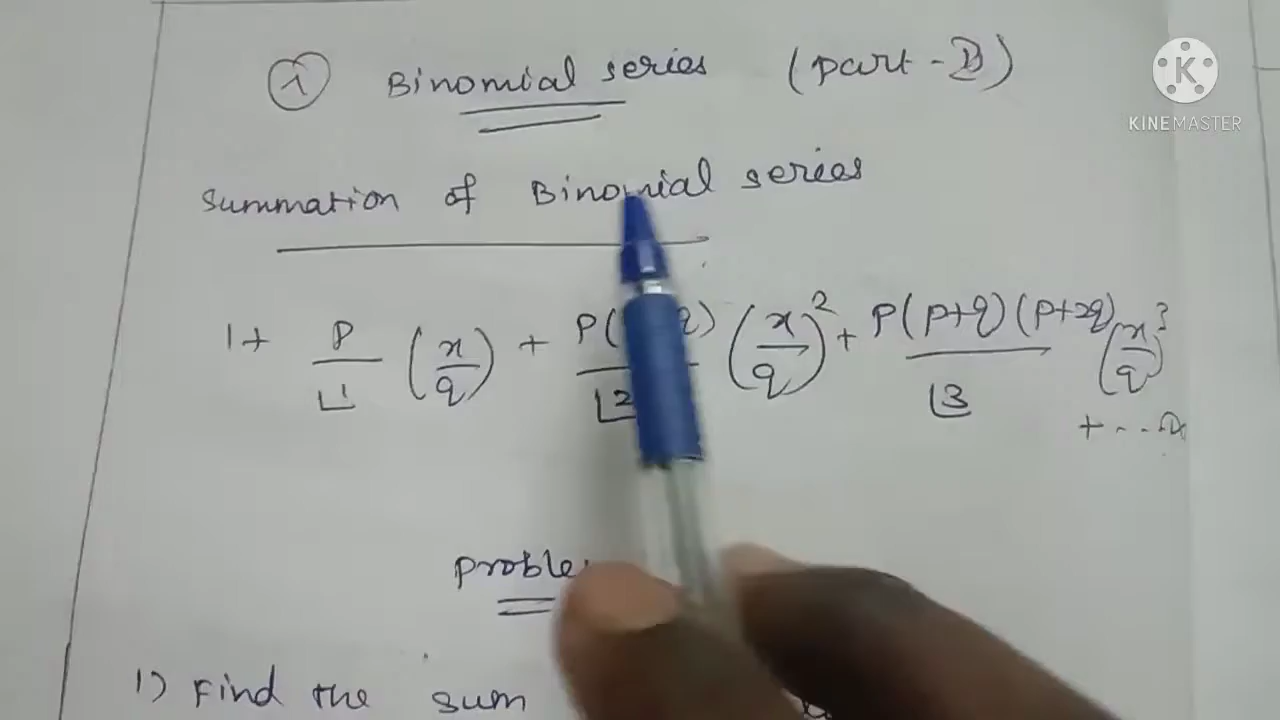 1 Binomial series (part-B)
KINEMASTER
Summation of Binomial series
1+ P/∟1 (x/q) + P( q)/∟2 (x/q)² + P(p+q)(p+2q)/∟3 (x/q)³
+ - .. ∞
1) Find the sum